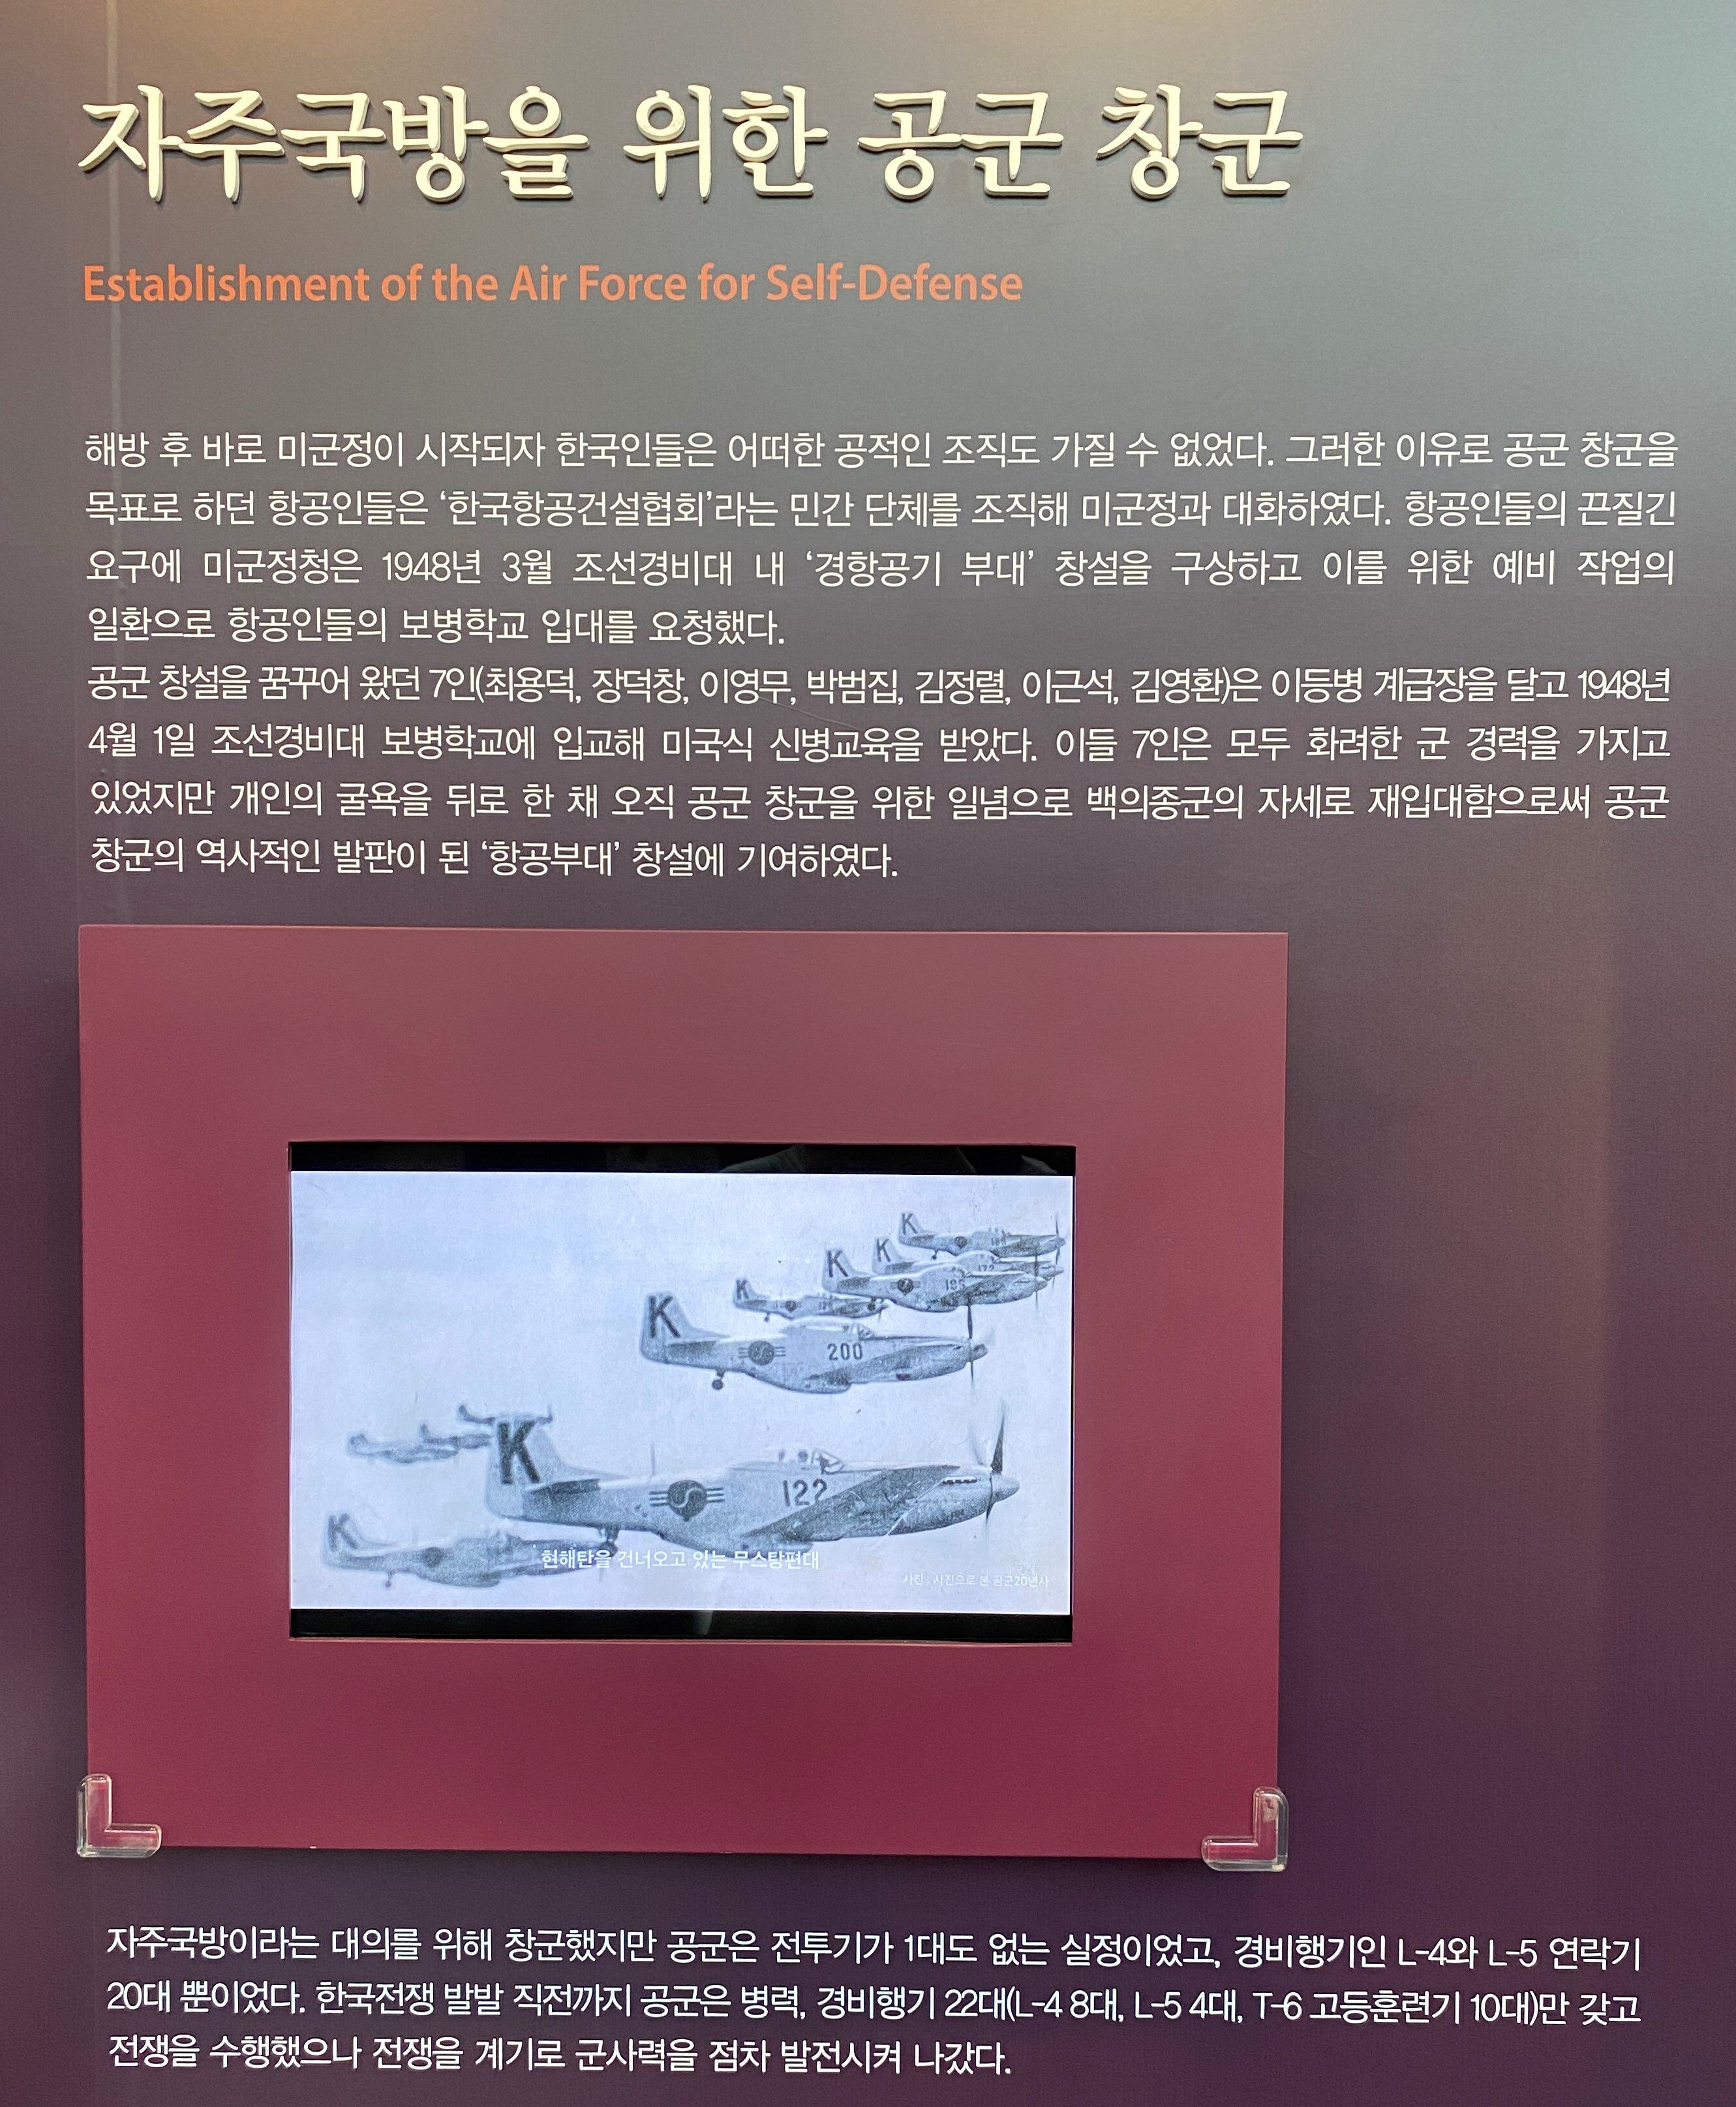 자주국방을 위한 공군 창군
Establishment of the Air Force for Self-Defense
해방 후 바로 미군정이 시작되자 한국인들은 어떠한 공적인 조직도 가질 수 없었다. 그러한 이유로 공군 창군을
목표로 하던 항공인들은 ‘한국항공건설협회’라는 민간 단체를 조직해 미군정과 대화하였다. 항공인들의 끈질긴
요구에 미군정청은 1948년 3월 조선경비대 내 ‘경항공기 부대’ 창설을 구상하고 이를 위한 예비 작업의
일환으로 항공인들의 보병학교 입대를 요청했다.
공군 창설을 꿈꾸어 왔던 7인(최용덕, 장덕창, 이영무, 박범집, 김정렬, 이근석, 김영환)은 이등병 계급장을 달고 1948년
4월 1일 조선경비대 보병학교에 입교해 미국식 신병교육을 받았다. 이들 7인은 모두 화려한 군 경력을 가지고
있었지만 개인의 굴욕을 뒤로 한 채 오직 공군 창군을 위한 일념으로 백의종군의 자세로 재입대함으로써 공군
창군의 역사적인 발판이 된 ‘항공부대’ 창설에 기여하였다.
K
K
K
K
K 200
K 122
K
현해탄을 건너오고 있는 무스탕편대
사진 : 사진으로 본 공군20년사
자주국방이라는 대의를 위해 창군했지만 공군은 전투기가 1대도 없는 실정이었고, 경비행기인 L-4와 L-5 연락기
20대 뿐이었다. 한국전쟁 발발 직전까지 공군은 병력, 경비행기 22대(L-4 8대, L-5 4대, T-6 고등훈련기 10대)만 갖고
전쟁을 수행했으나 전쟁을 계기로 군사력을 점차 발전시켜 나갔다.